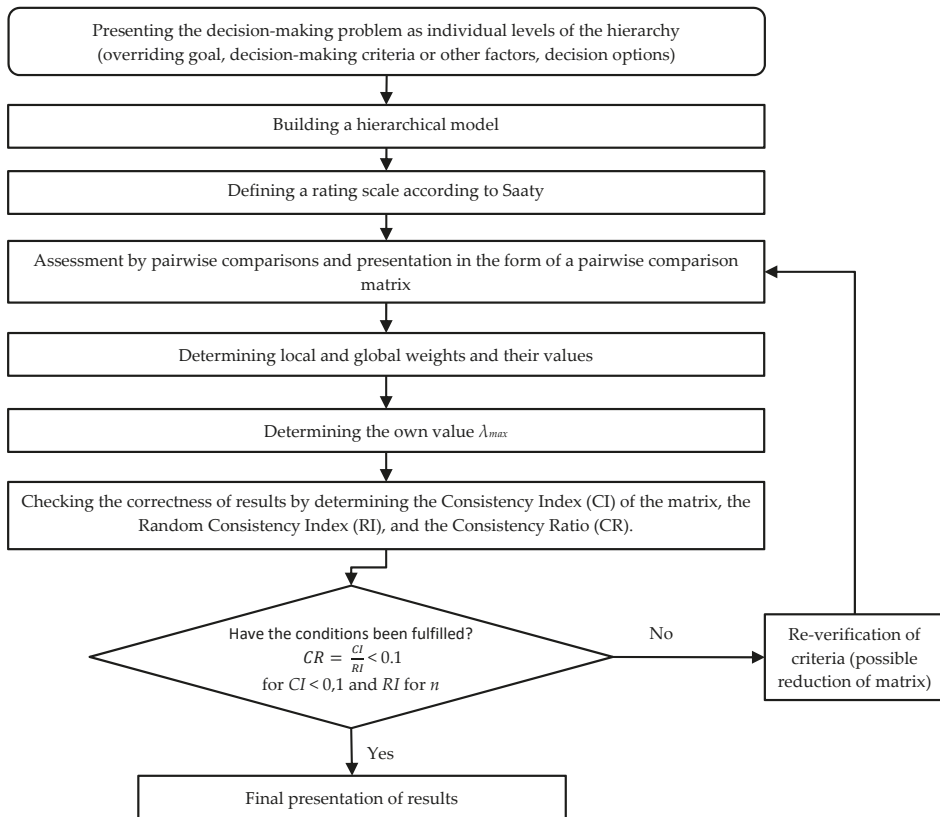 Presenting the decision-making problem as individual levels of the hierarchy
(overriding goal, decision-making criteria or other factors, decision options)
Building a hierarchical model
Defining a rating scale according to Saaty
Assessment by pairwise comparisons and presentation in the form of a pairwise comparison
matrix
Determining local and global weights and their values
Determining the own value λmax
Checking the correctness of results by determining the Consistency Index (CI) of the matrix, the
Random Consistency Index (RI), and the Consistency Ratio (CR).
Have the conditions been fulfilled?
CR = CI/RI < 0.1
for CI < 0,1 and RI for n
No
Re-verification of
criteria (possible
reduction of matrix)
Yes
Final presentation of results